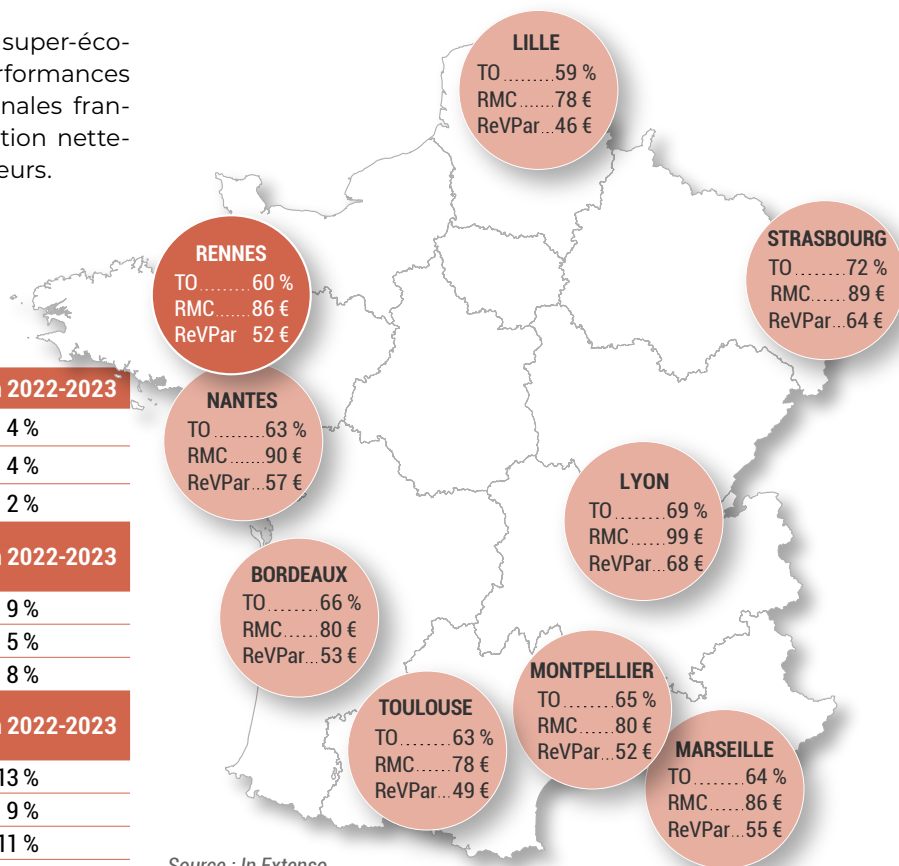 super-éco-
erformances
nales fran-
tion nette-
eurs.
LILLE
TO.........59 %
RMC......78 €
ReVPar...46 €
RENNES
TO.........60 %
RMC......86 €
ReVPar 52 €
STRASBOURG
TO.........72 %
RMC......89 €
ReVPar...64 €
NANTES
TO.........63 %
RMC......90 €
ReVPar...57 €
LYON
TO.........69 %
RMC......99 €
ReVPar...68 €
BORDEAUX
TO.........66 %
RMC......80 €
ReVPar...53 €
MONTPELLIER
TO.........65 %
RMC......80 €
ReVPar...52 €
TOULOUSE
TO.........63 %
RMC......78 €
ReVPar...49 €
MARSEILLE
TO.........64 %
RMC......86 €
ReVPar...55 €
2022-2023
4 %
4 %
2 %
2022-2023
9 %
5 %
8 %
2022-2023
13 %
9 %
11 %
Source : In Extenso